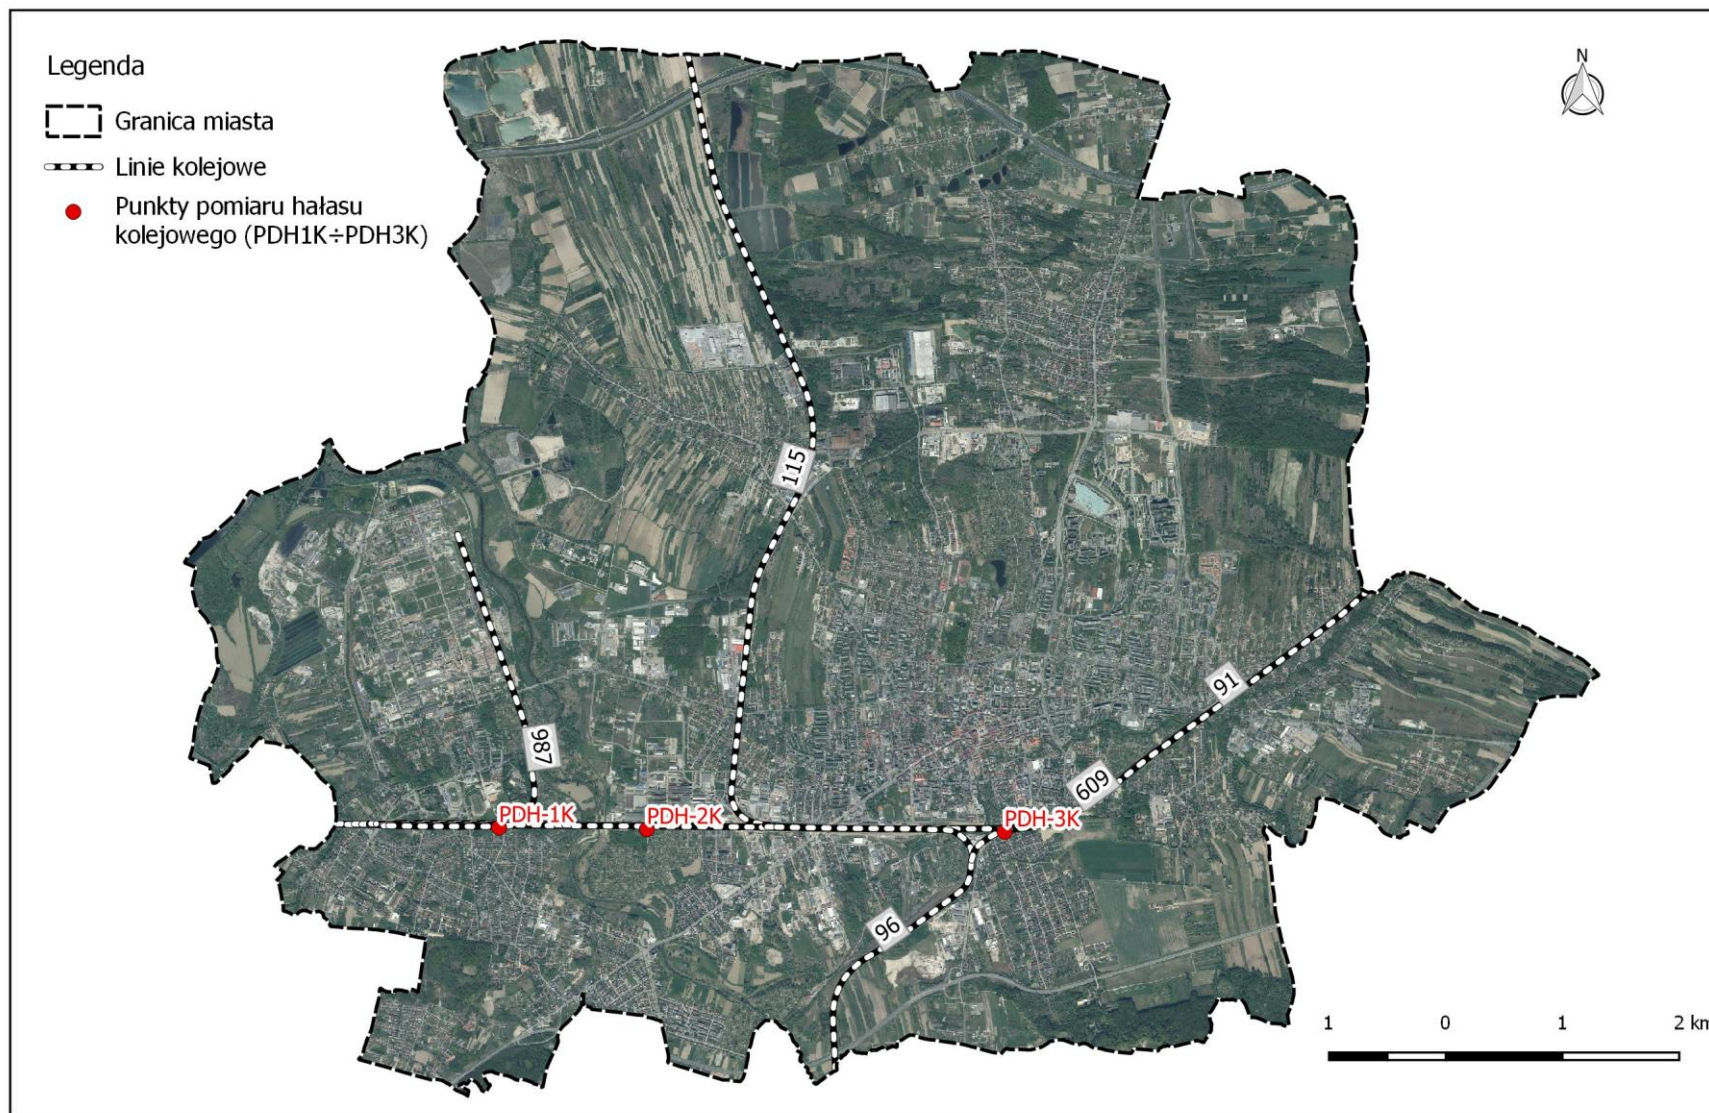 Legenda
Granica miasta
Linie kolejowe
Punkty pomiaru hałasu
kolejowego (PDH1K÷PDH3K)
N
115
91
987
609
PDH-1K
PDH-2K
PDH-3K
96
1 0 1 2 km